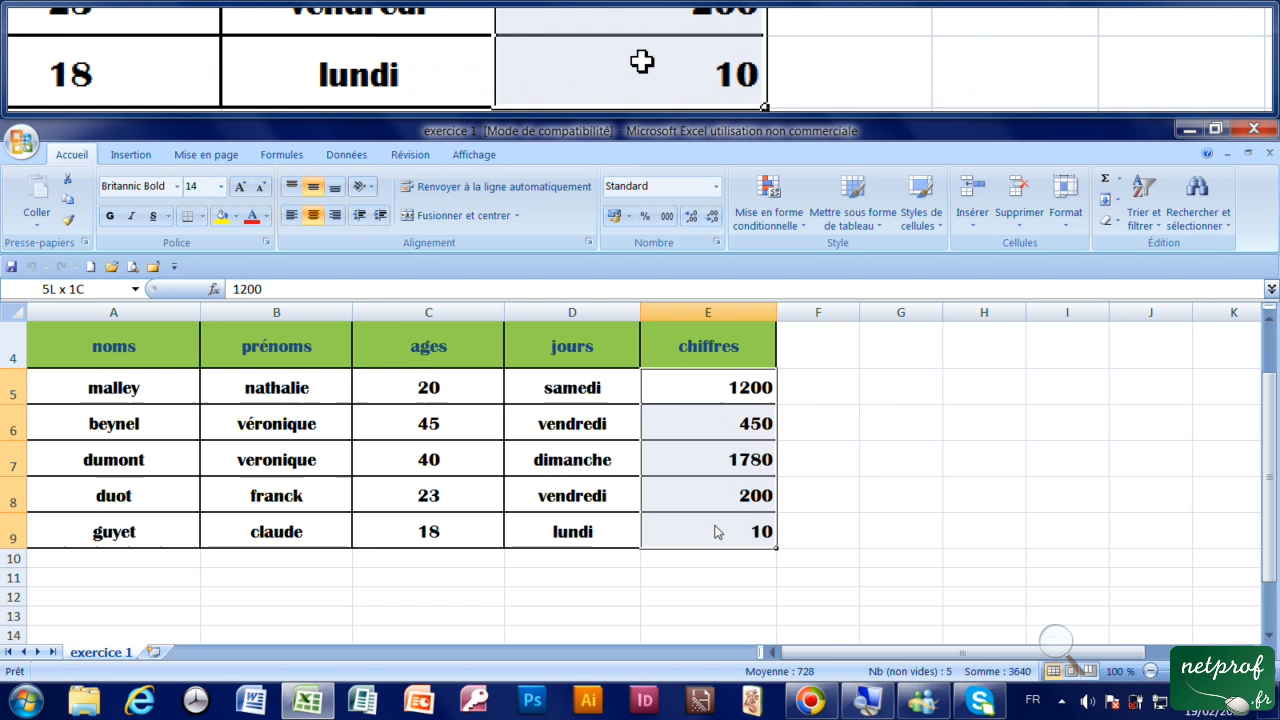 vendredi 200
18 lundi 10
exercice 1 [Mode de compatibilité] - Microsoft Excel utilisation non commerciale
Accueil Insertion Mise en page Formules Données Révision Affichage
Coller
Britannic Bold 14
G I S
Renvoyer à la ligne automatiquement
Fusionner et centrer
Standard
% 000
Mise en forme conditionnelle
Mettre sous forme de tableau
Styles de cellules
Insérer Supprimer Format
Σ
Trier et filtrer
Rechercher et sélectionner
Presse-papiers Police Alignement Nombre Style Cellules Édition
5L x 1C fx 1200
A B C D E F G H I J K
4 noms prénoms ages jours chiffres
5 malley nathalie 20 samedi 1200
6 beynel véronique 45 vendredi 450
7 dumont veronique 40 dimanche 1780
8 duot franck 23 vendredi 200
9 guyet claude 18 lundi 10
10
11
12
13
14
exercice 1
Prêt Moyenne : 728 Nb (non vides) : 5 Somme : 3640 100 %
Ps Ai Id FR
netprof
.fr